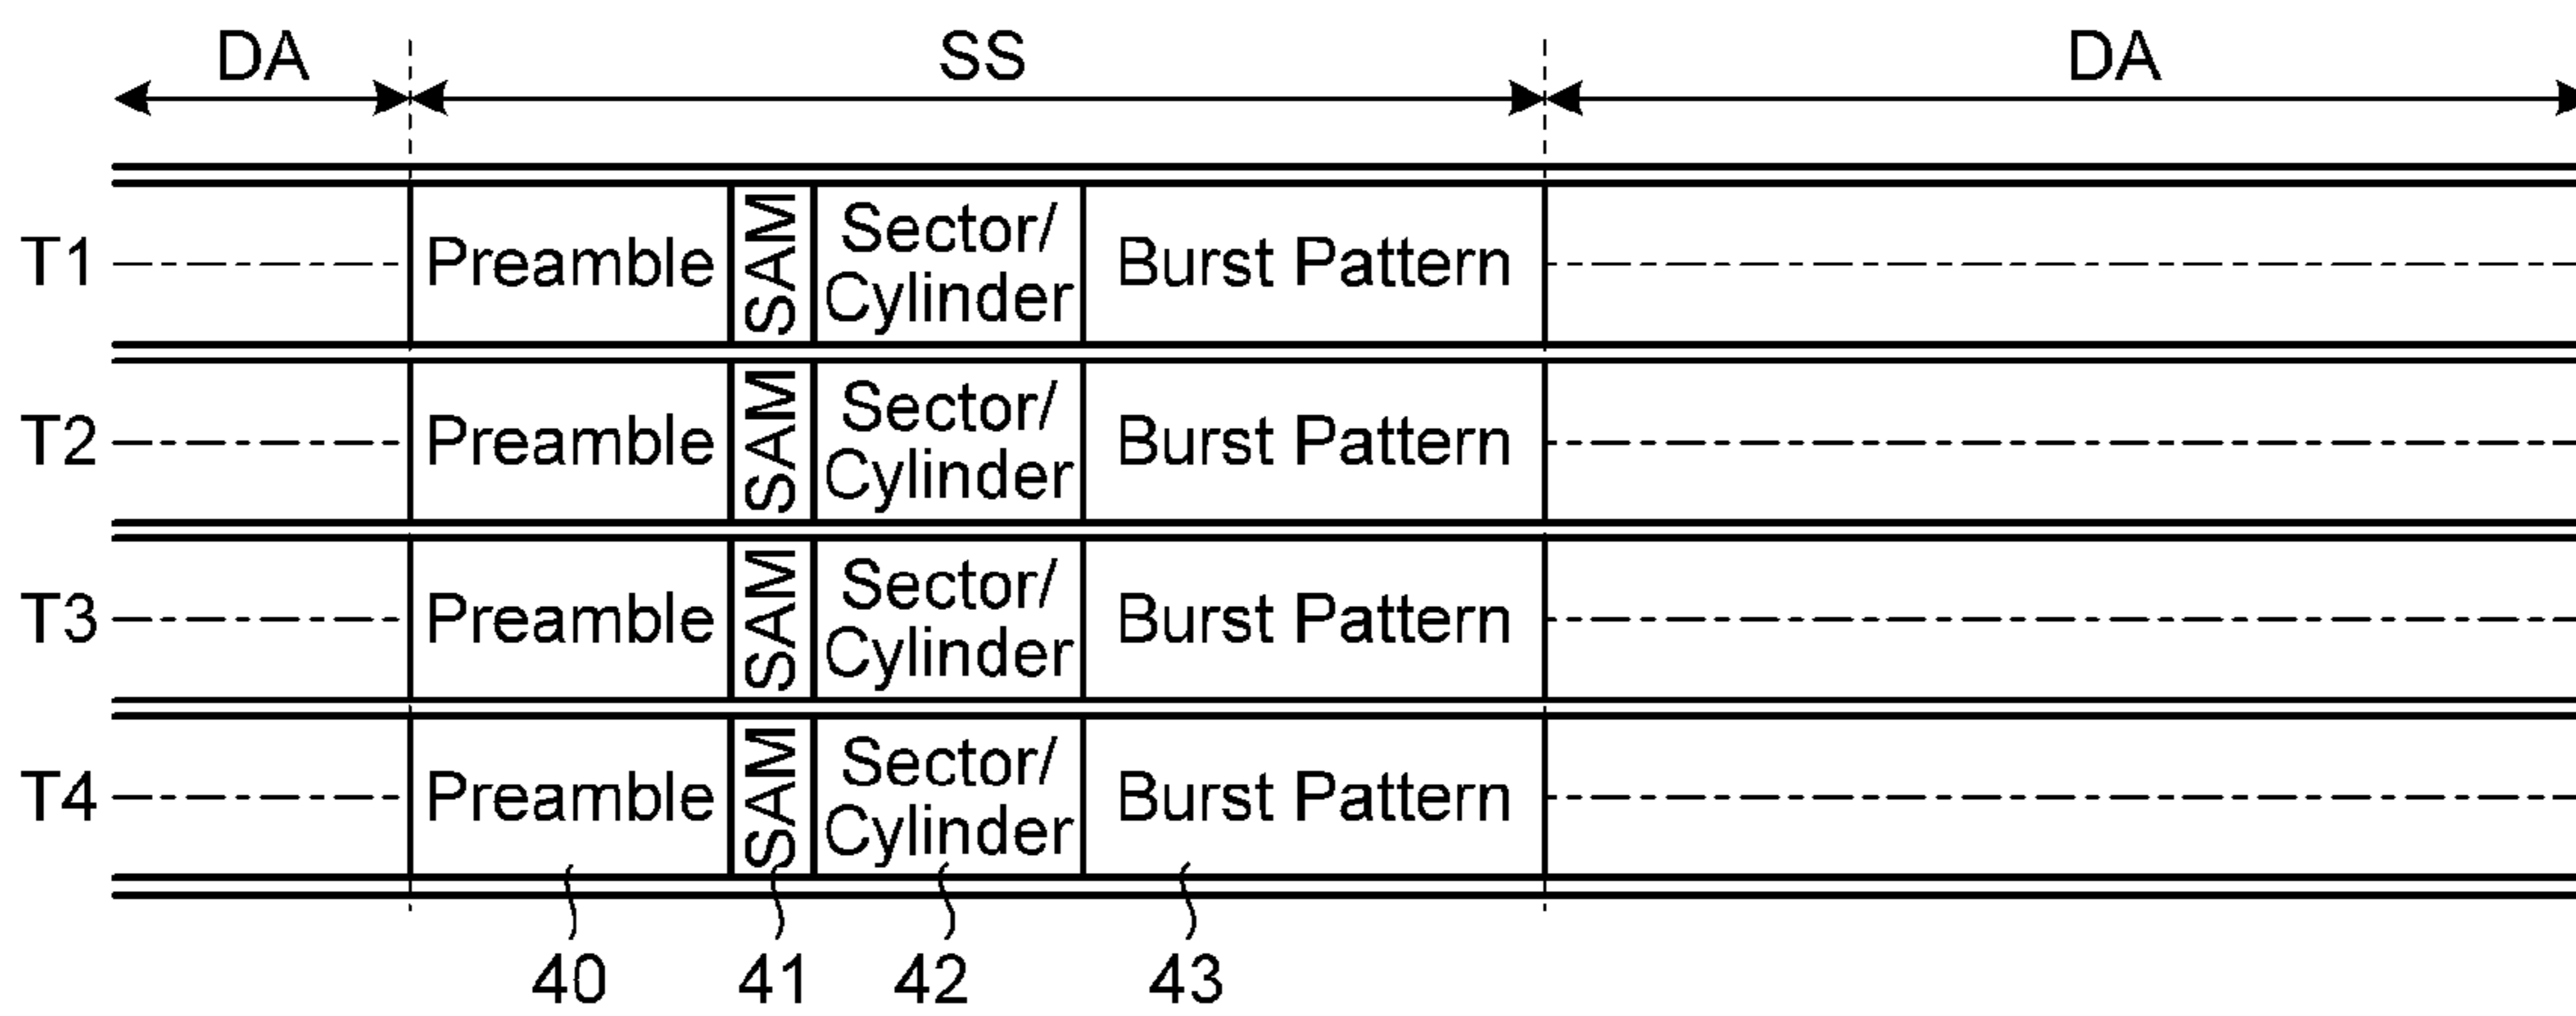 DA SS DA
T1 Preamble SAM Sector/
Cylinder Burst Pattern
T2 Preamble SAM Sector/
Cylinder Burst Pattern
T3 Preamble SAM Sector/
Cylinder Burst Pattern
T4 Preamble SAM Sector/
Cylinder Burst Pattern
40 41 42 43